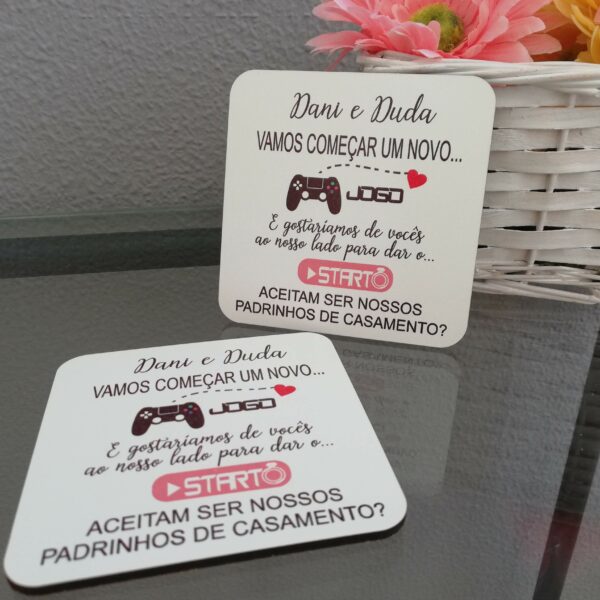 Dani e Duda
VAMOS COMEÇAR UM NOVO...
JOGO
E gostaríamos de vocês
ao nosso lado para dar o...
START
ACEITAM SER NOSSOS
PADRINHOS DE CASAMENTO?
Dani e Duda
VAMOS COMEÇAR UM NOVO...
JOGO
E gostaríamos de vocês
ao nosso lado para dar o...
START
ACEITAM SER NOSSOS
PADRINHOS DE CASAMENTO?